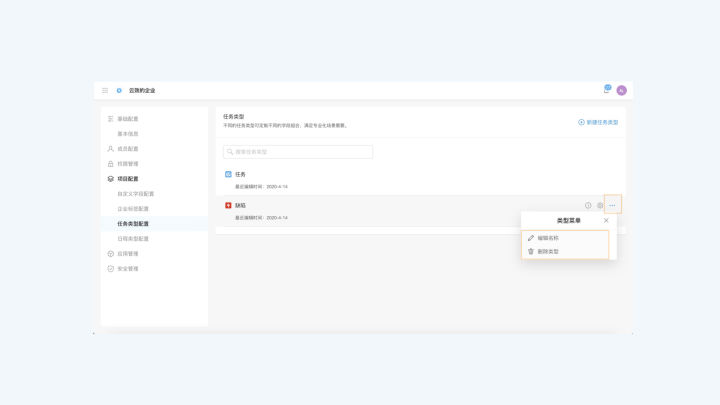 云效的企业
基础配置
基本信息
成员配置
权限管理
项目配置
自定义字段配置
企业标签配置
任务类型配置
日程类型配置
应用管理
安全管理
任务类型
不同的任务类型可定制不同的字段组合，满足专业化场景需要。
新建任务类型
搜索任务类型
任务
最近编辑时间：2020-4-14
缺陷
最近编辑时间：2020-4-14
类型菜单
编辑名称
删除类型